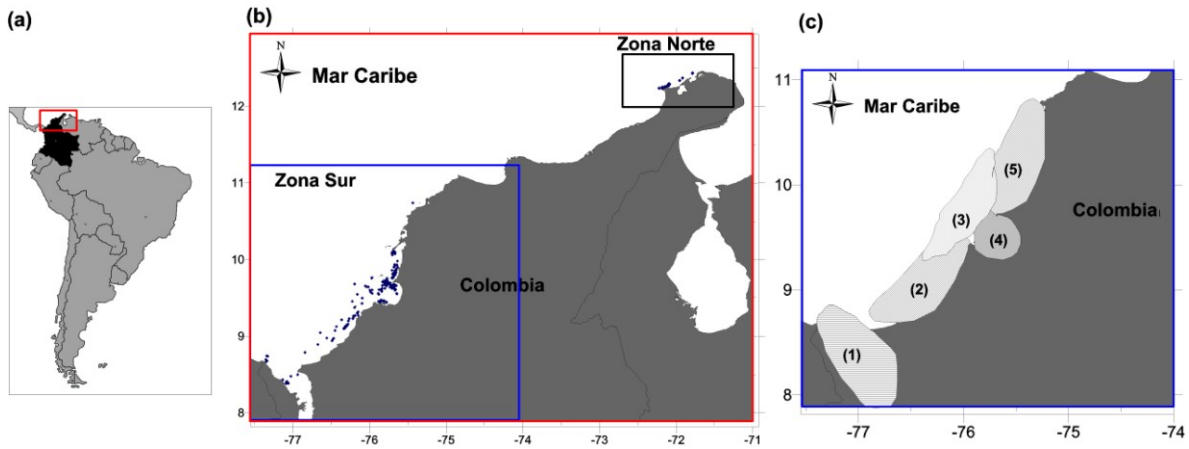 (a)
(b)
Zona Norte
N
Mar Caribe
12
11
Zona Sur
10
Colombia
9
8
-77
-76
-75
-74
-73
-72
-71
(c)
11
N
Mar Caribe
(5)
10
(3)
Colombia
(4)
9
(2)
(1)
8
-77
-76
-75
-74